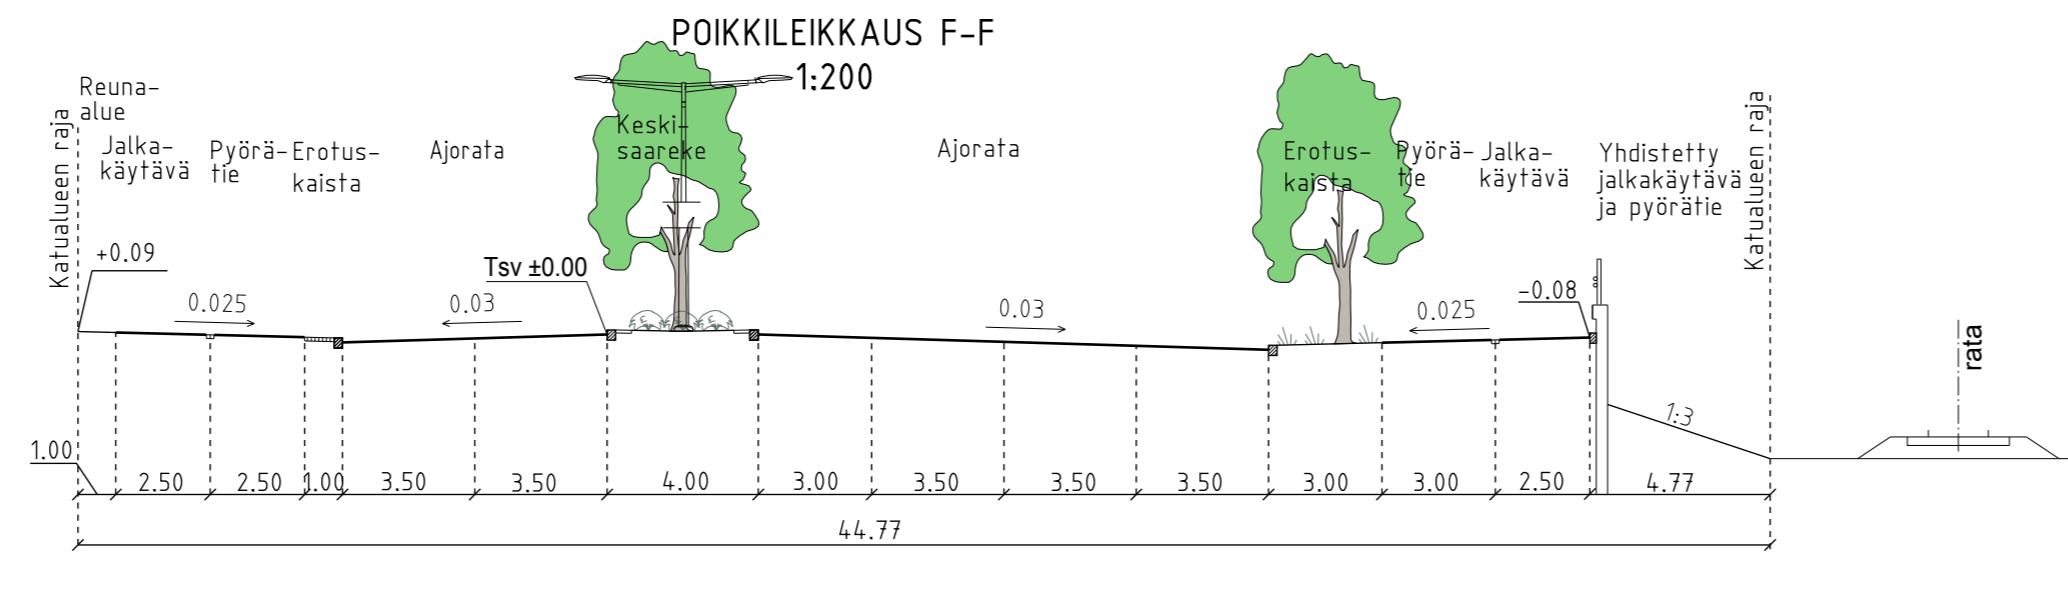 POIKKILEIKKAUS F-F
1:200
Katualueen raja
Reuna-
alue
Jalka-
käytävä
Pyörä-
tie
Erotus-
kaista
Ajorata
Keski-
saareke
Ajorata
Erotus-
kaista
Pyörä-
tie
Jalka-
käytävä
Yhdistetty
jalkakäytävä
ja pyörätie
Katualueen raja
+0.09
0.025
0.03
Tsv ±0.00
0.03
0.025
-0.08
rata
1:3
1.00
2.50
2.50
1.00
3.50
3.50
4.00
3.00
3.50
3.50
3.50
3.00
3.00
2.50
4.77
44.77